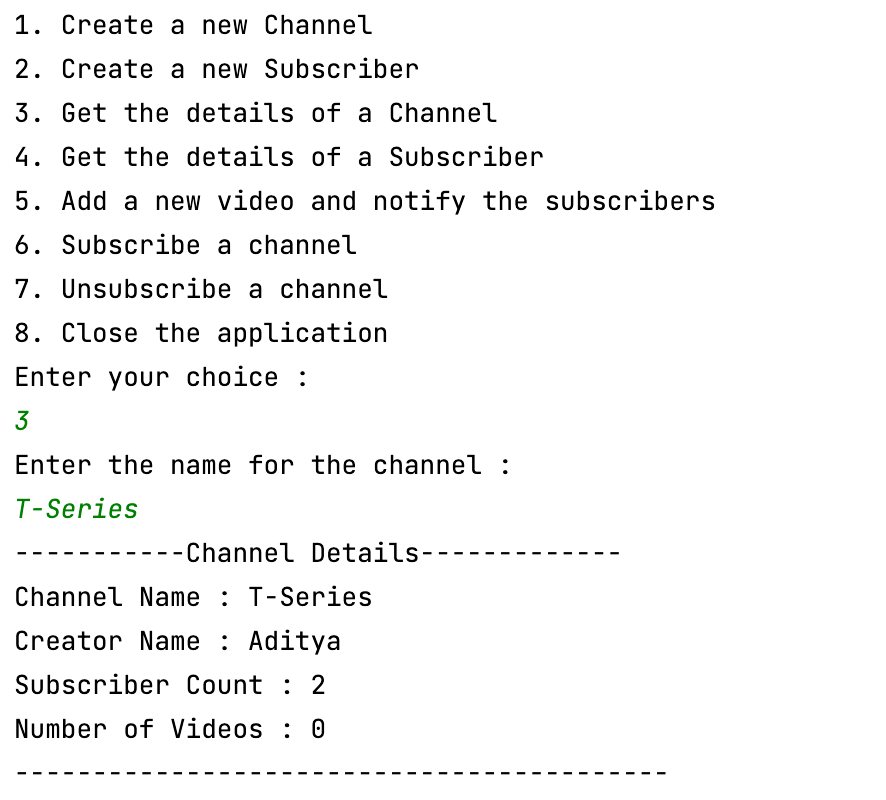 1. Create a new Channel
2. Create a new Subscriber
3. Get the details of a Channel
4. Get the details of a Subscriber
5. Add a new video and notify the subscribers
6. Subscribe a channel
7. Unsubscribe a channel
8. Close the application
Enter your choice :
3
Enter the name for the channel :
T-Series
-----------Channel Details-------------
Channel Name : T-Series
Creator Name : Aditya
Subscriber Count : 2
Number of Videos : 0
------------------------------------------